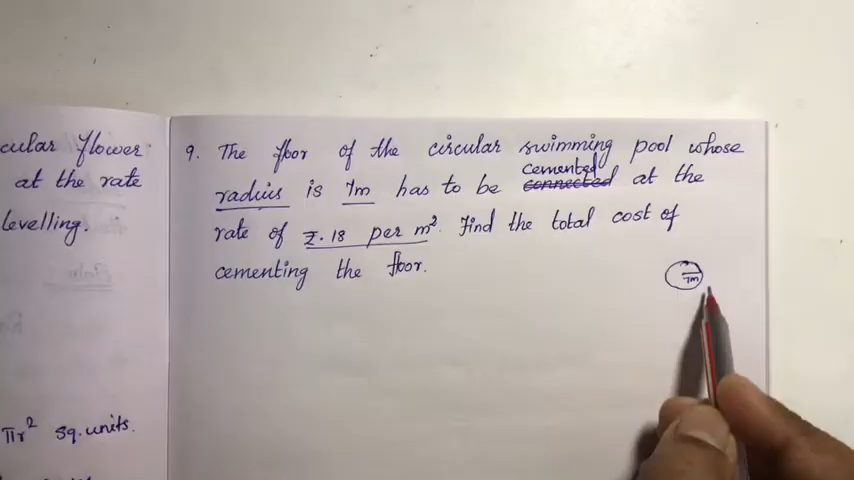 cular flower.
at the rate
levelling.
πr² sq. units.
9. The floor of the circular swimming pool whose
cemented
radius is 7m has to be connected at the
rate of ₹. 18 per m². Find the total cost of
cementing the floor.
7m